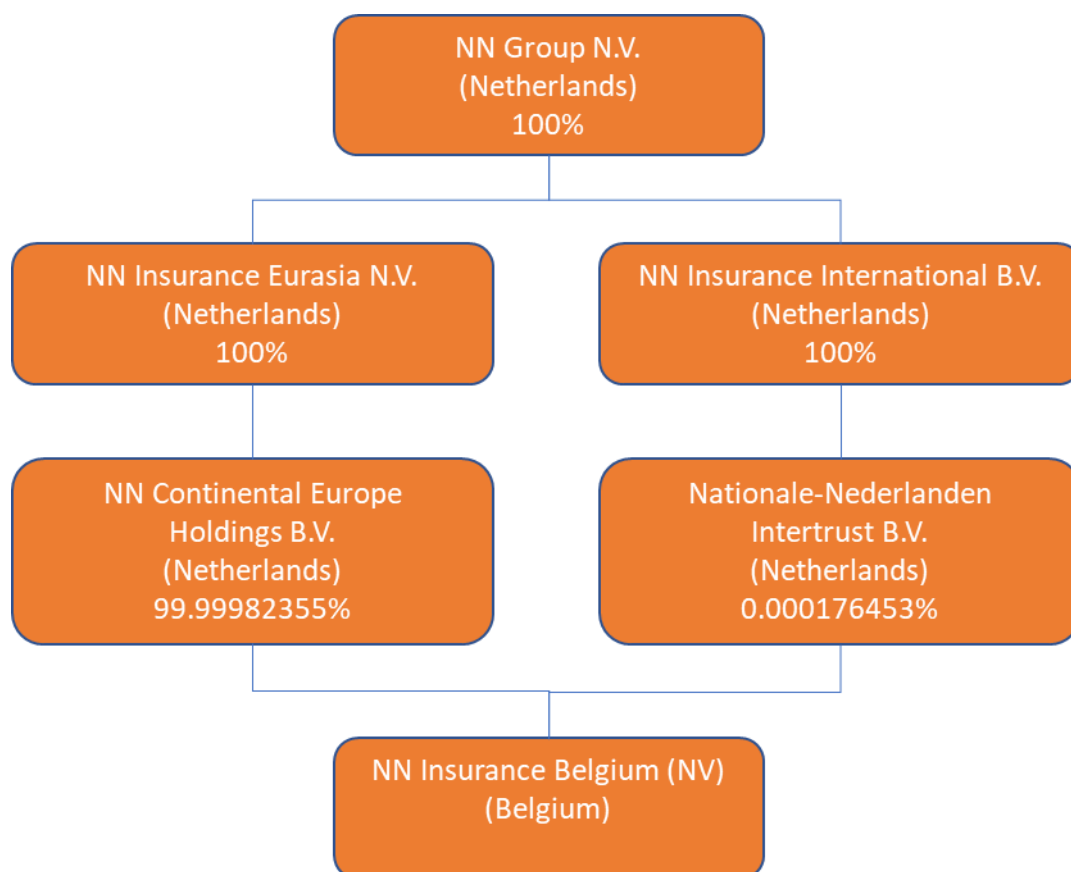 NN Group N.V.
(Netherlands)
100%
NN Insurance Eurasia N.V.
(Netherlands)
100%
NN Insurance International B.V.
(Netherlands)
100%
NN Continental Europe
Holdings B.V.
(Netherlands)
99.99982355%
Nationale-Nederlanden
Intertrust B.V.
(Netherlands)
0.000176453%
NN Insurance Belgium (NV)
(Belgium)